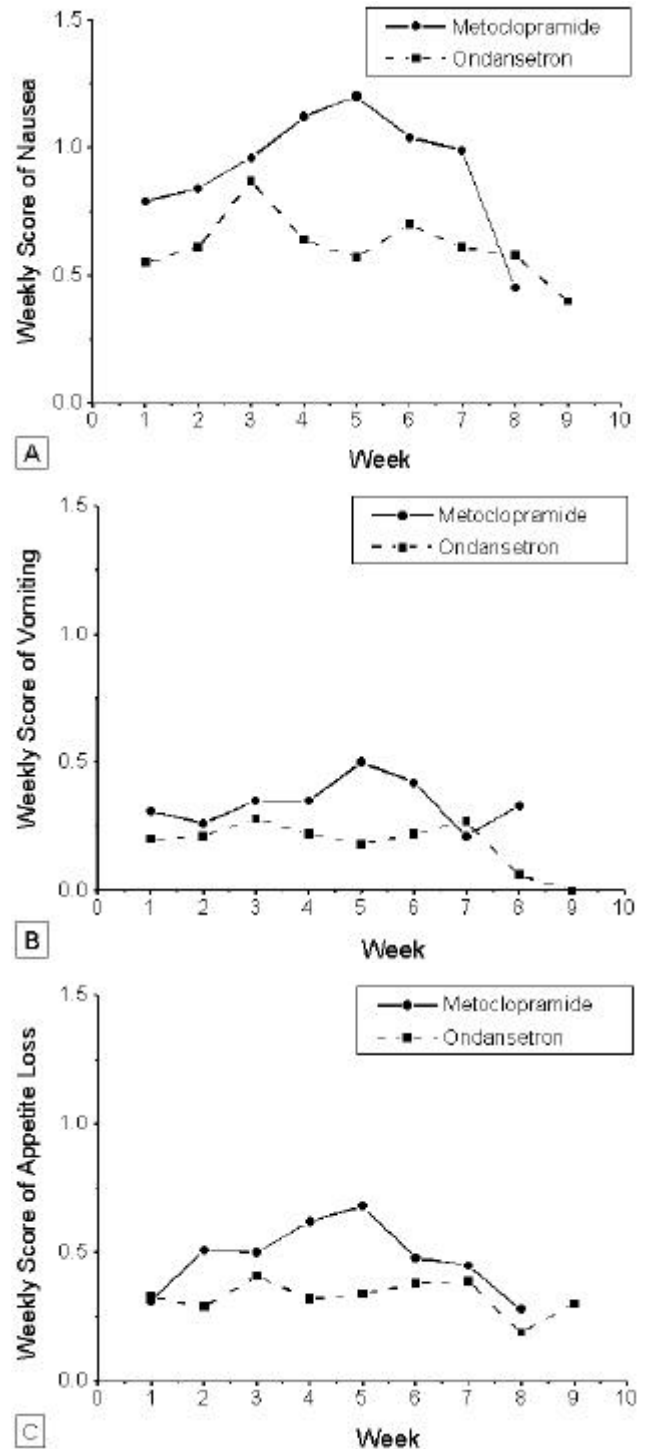 1.5
Metoclopramide
Ondansetron
Weekly Score of Nausea
1.0
0.5
0.0
0 1 2 3 4 5 6 7 8 9 10
A
Week
1.5
Metoclopramide
Ondansetron
Weekly Score of Vomiting
1.0
0.5
0.0
0 1 2 3 4 5 6 7 8 9 10
B
Week
1.5
Metoclopramide
Ondansetron
Weekly Score of Appetite Loss
1.0
0.5
0.0
0 1 2 3 4 5 6 7 8 9 10
C
Week